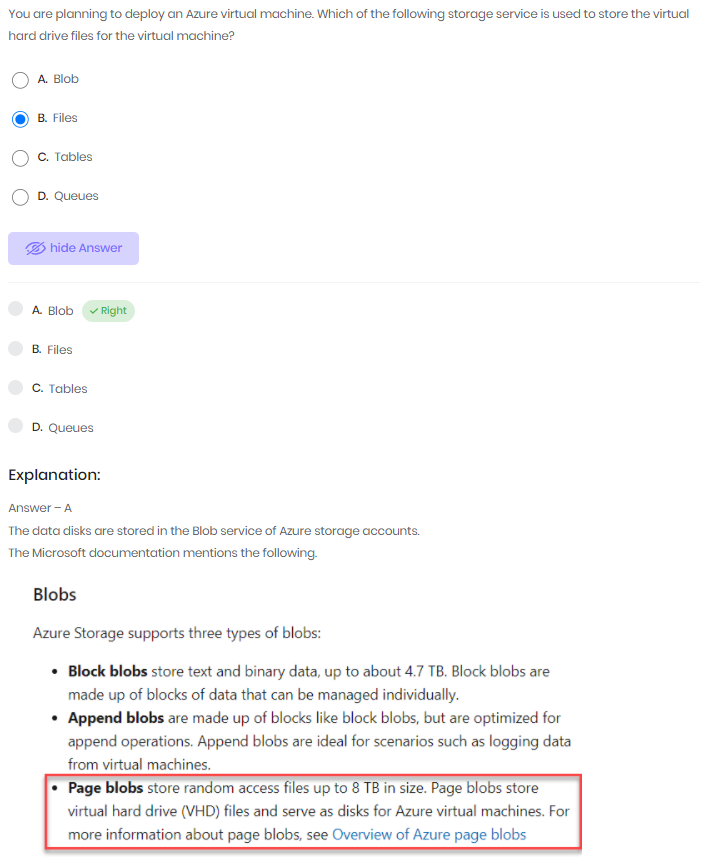 You are planning to deploy an Azure virtual machine. Which of the following storage service is used to store the virtual
hard drive files for the virtual machine?
A. Blob
B. Files
C. Tables
D. Queues
hide Answer
A. Blob Right
B. Files
C. Tables
D. Queues
Explanation:
Answer – A
The data disks are stored in the Blob service of Azure storage accounts.
The Microsoft documentation mentions the following.
Blobs
Azure Storage supports three types of blobs:
• Block blobs store text and binary data, up to about 4.7 TB. Block blobs are
made up of blocks of data that can be managed individually.
• Append blobs are made up of blocks like block blobs, but are optimized for
append operations. Append blobs are ideal for scenarios such as logging data
from virtual machines.
• Page blobs store random access files up to 8 TB in size. Page blobs store
virtual hard drive (VHD) files and serve as disks for Azure virtual machines. For
more information about page blobs, see Overview of Azure page blobs